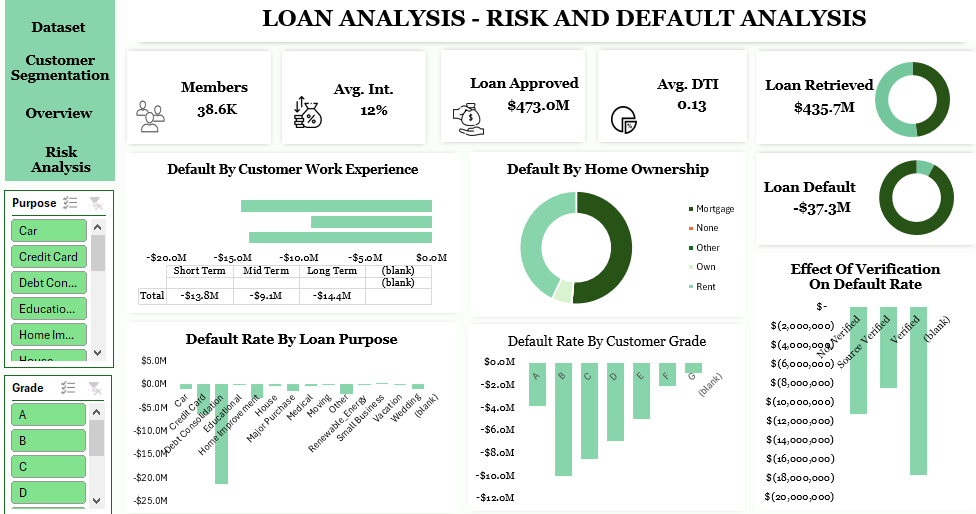 LOAN ANALYSIS - RISK AND DEFAULT ANALYSIS
Dataset
Customer
Segmentation
Overview
Risk
Analysis
Members
38.6K
Avg. Int.
12%
Loan Approved
$473.0M
Avg. DTI
0.13
Loan Retrieved
$435.7M
Loan Default
-$37.3M
Purpose
Car
Credit Card
Debt Con...
Educatio...
Home Im...
House
Grade
A
B
C
D
Default By Customer Work Experience
-$20.0M -$15.0M -$10.0M -$5.0M $0.0M
Short Term Mid Term Long Term (blank)
(blank)
Total -$13.8M -$9.1M -$14.4M
Default By Home Ownership
Mortgage
None
Other
Own
Rent
Effect Of Verification
On Default Rate
$-
$(2,000,000)
$(4,000,000)
$(6,000,000)
$(8,000,000)
$(10,000,000)
$(12,000,000)
$(14,000,000)
$(16,000,000)
$(18,000,000)
$(20,000,000)
Not Verified
Source Verified
Verified
(blank)
Default Rate By Loan Purpose
$5.0M
$0.0M
-$5.0M
-$10.0M
-$15.0M
-$20.0M
-$25.0M
Car
Credit Card
Debt Consolidation
Educational
Home Improvement
House
Major Purchase
Medical
Moving
Other
Renewable_Energy
Small Business
Vacation
Wedding
(blank)
Default Rate By Customer Grade
$0.0M
-$2.0M
-$4.0M
-$6.0M
-$8.0M
-$10.0M
-$12.0M
A
B
C
D
E
F
G
(blank)